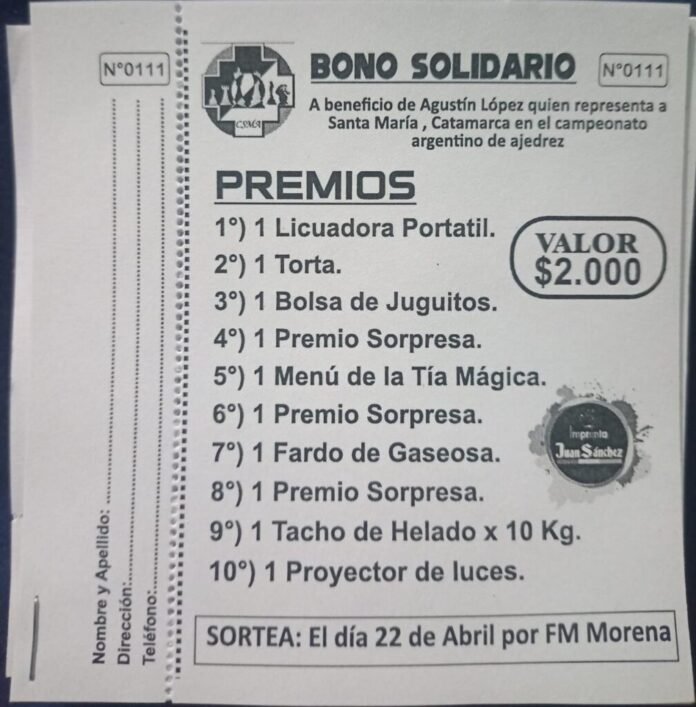 N°0111
Nombre y Apellido:
Dirección:
Teléfono:
BONO SOLIDARIO
N°0111
CSMA
A beneficio de Agustín López quien representa a
Santa María , Catamarca en el campeonato
argentino de ajedrez
PREMIOS
1°) 1 Licuadora Portatil.
2°) 1 Torta.
3°) 1 Bolsa de Juguitos.
4°) 1 Premio Sorpresa.
5°) 1 Menú de la Tía Mágica.
6°) 1 Premio Sorpresa.
7°) 1 Fardo de Gaseosa.
8°) 1 Premio Sorpresa.
9°) 1 Tacho de Helado x 10 Kg.
10°) 1 Proyector de luces.
VALOR
$2.000
Imprenta
Juan Sánchez
SORTEA: El día 22 de Abril por FM Morena